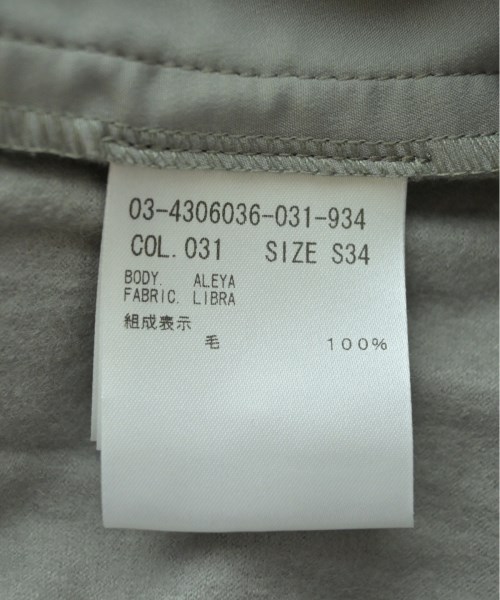 03-4306036-031-934
COL. 031 SIZE S34
BODY. ALEYA
FABRIC. LIBRA
組成表示
毛 100%